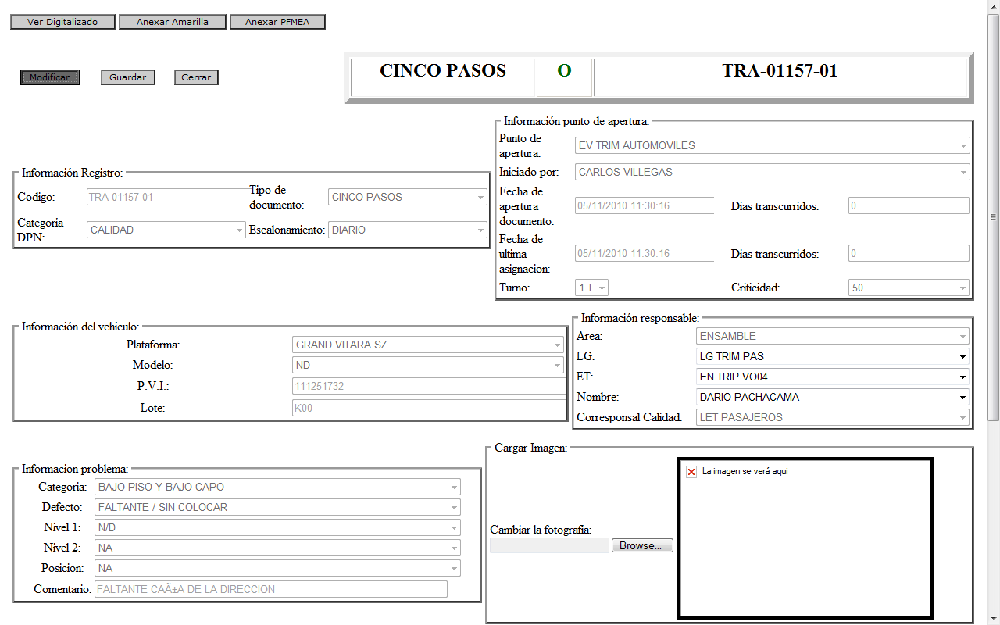 Ver Digitalizado Anexar Amarilla Anexar PFMEA
Modificar Guardar Cerrar
CINCO PASOS O TRA-01157-01
Información punto de apertura:
Punto de apertura: EV TRIM AUTOMOVILES
Iniciado por: CARLOS VILLEGAS
Fecha de apertura documento: 05/11/2010 11:30:16 Dias transcurridos: 0
Fecha de ultima asignacion: 05/11/2010 11:30:16 Dias transcurridos: 0
Turno: 1 T Criticidad: 50
Información Registro:
Codigo: TRA-01157-01 Tipo de documento: CINCO PASOS
Categoria DPN: CALIDAD Escalonamiento: DIARIO
Información del vehiculo:
Plataforma: GRAND VITARA SZ
Modelo: ND
P.V.I.: 111251732
Lote: K00
Información responsable:
Area: ENSAMBLE
LG: LG TRIM PAS
ET: EN.TRIP.VO04
Nombre: DARIO PACHACAMA
Corresponsal Calidad: LET PASAJEROS
Informacion problema:
Categoria: BAJO PISO Y BAJO CAPO
Defecto: FALTANTE / SIN COLOCAR
Nivel 1: N/D
Nivel 2: NA
Posicion: NA
Comentario: FALTANTE CAÃ±A DE LA DIRECCION
Cargar Imagen:
Cambiar la fotografia:
Browse...
La imagen se verá aqui